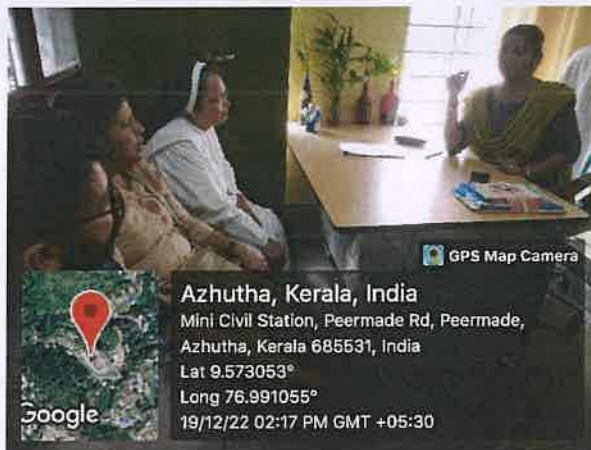 GPS Map Camera
Azhutha, Kerala, India
Mini Civil Station, Peermade Rd, Peermade,
Azhutha, Kerala 685531, India
Lat 9.573053°
Long 76.991055°
19/12/22 02:17 PM GMT +05:30
Google